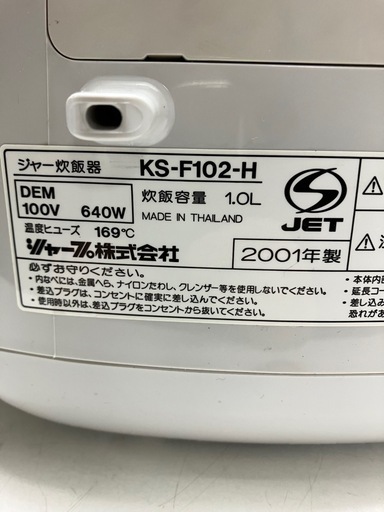 ジャー炊飯器 KS-F102-H
DEM
100V 640W
炊飯容量 1.0L
MADE IN THAILAND
JET
温度ヒューズ 169℃
シャープ株式会社
2001年製
必ずお守りください。
・内なべには、金属へら、ナイロンたわし、クレンザー等を使用しないでください。
・差込プラグは、コンセントに確実に差し込んでください。
・使用時以外は、差込プラグをコンセントから抜いてください。
・本体内
・延長コー
・差し込み
恐れがあ